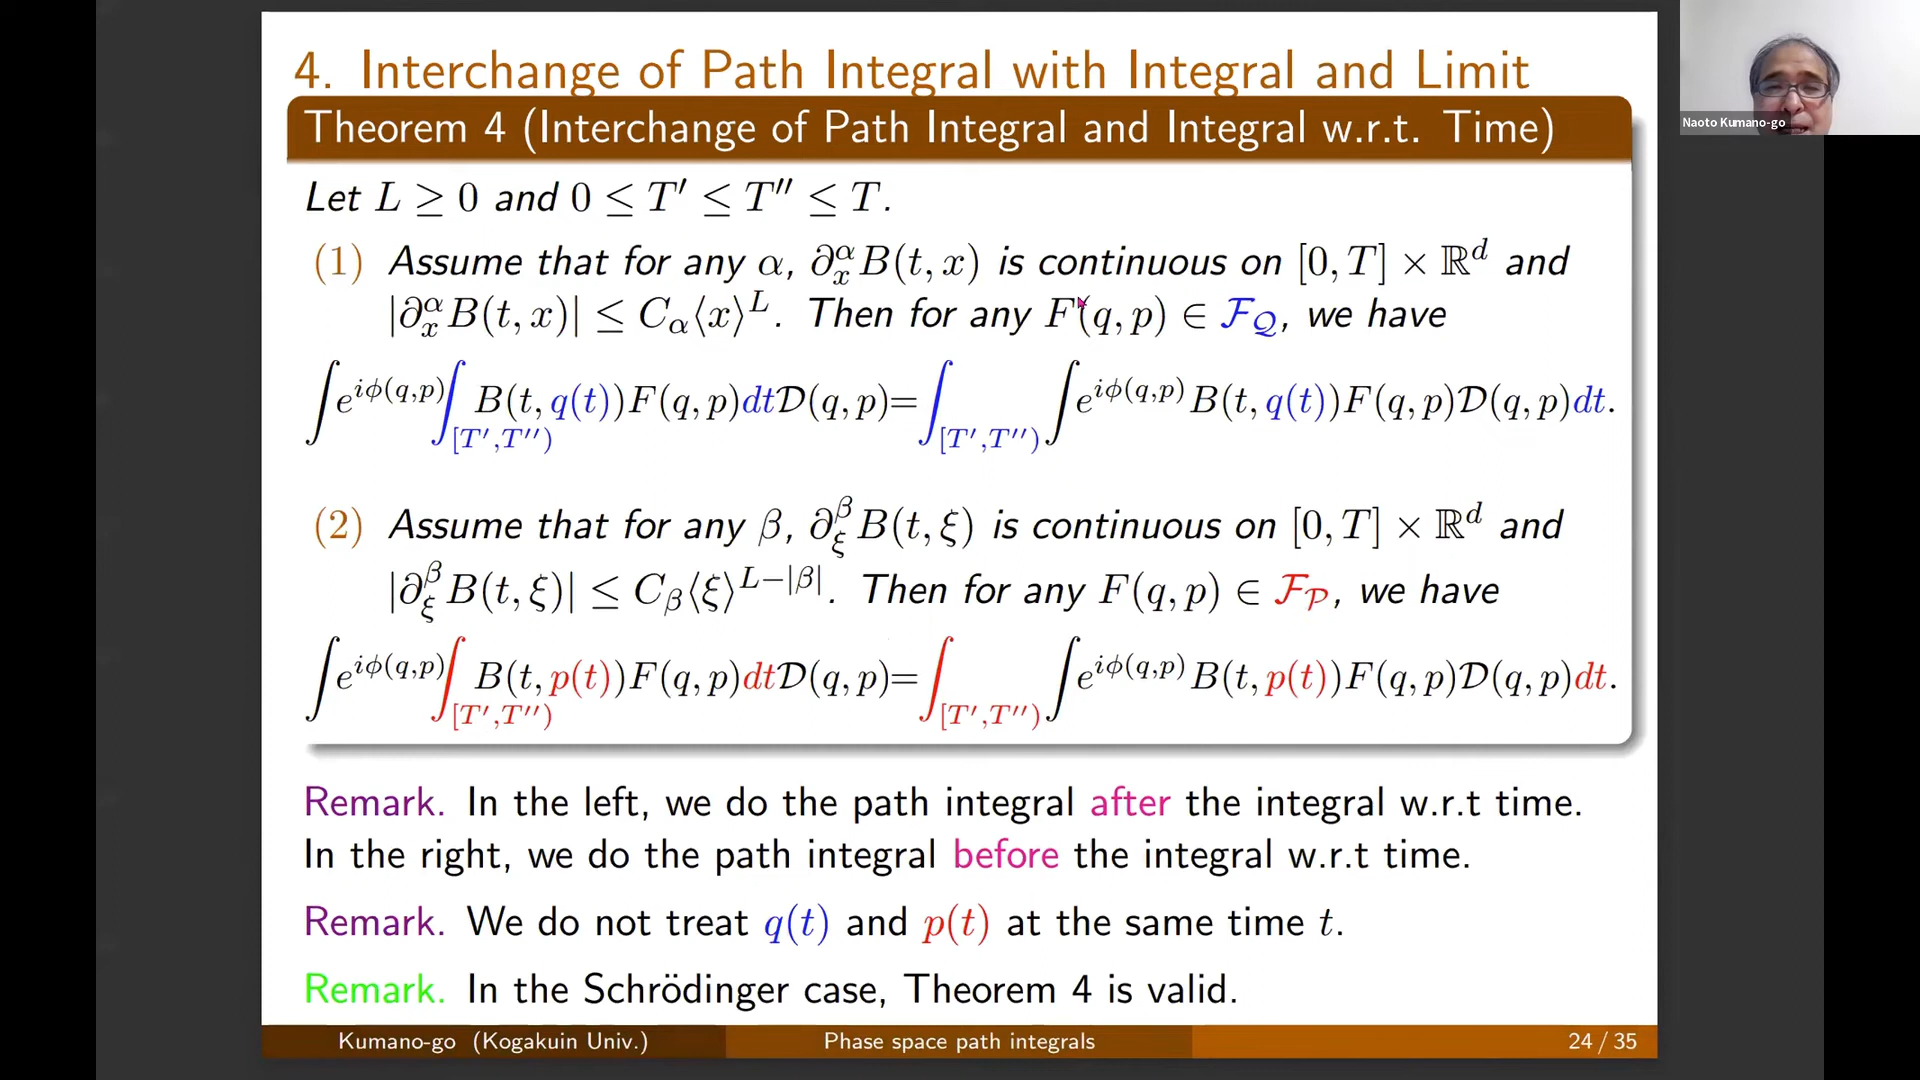 4. Interchange of Path Integral with Integral and Limit
Naoto Kumano-go
Theorem 4 (Interchange of Path Integral and Integral w.r.t. Time)
Let L ≥ 0 and 0 ≤ T′ ≤ T″ ≤ T.
(1) Assume that for any α, ∂ₓ^α B(t, x) is continuous on [0, T] × ℝ^d and
|∂ₓ^α B(t, x)| ≤ C_α⟨x⟩^L. Then for any F(q, p) ∈ 𝓕_𝒬, we have
∫ e^{iϕ(q,p)} ∫_{[T′,T″)} B(t, q(t))F(q, p)dt𝒟(q, p) = ∫_{[T′,T″)} ∫ e^{iϕ(q,p)} B(t, q(t))F(q, p)𝒟(q, p)dt.
(2) Assume that for any β, ∂_ξ^β B(t, ξ) is continuous on [0, T] × ℝ^d and
|∂_ξ^β B(t, ξ)| ≤ C_β⟨ξ⟩^{L−|β|}. Then for any F(q, p) ∈ 𝓕_𝒫, we have
∫ e^{iϕ(q,p)} ∫_{[T′,T″)} B(t, p(t))F(q, p)dt𝒟(q, p) = ∫_{[T′,T″)} ∫ e^{iϕ(q,p)} B(t, p(t))F(q, p)𝒟(q, p)dt.
Remark. In the left, we do the path integral after the integral w.r.t time.
In the right, we do the path integral before the integral w.r.t time.
Remark. We do not treat q(t) and p(t) at the same time t.
Remark. In the Schrödinger case, Theorem 4 is valid.
Kumano-go (Kogakuin Univ.) Phase space path integrals 24 / 35